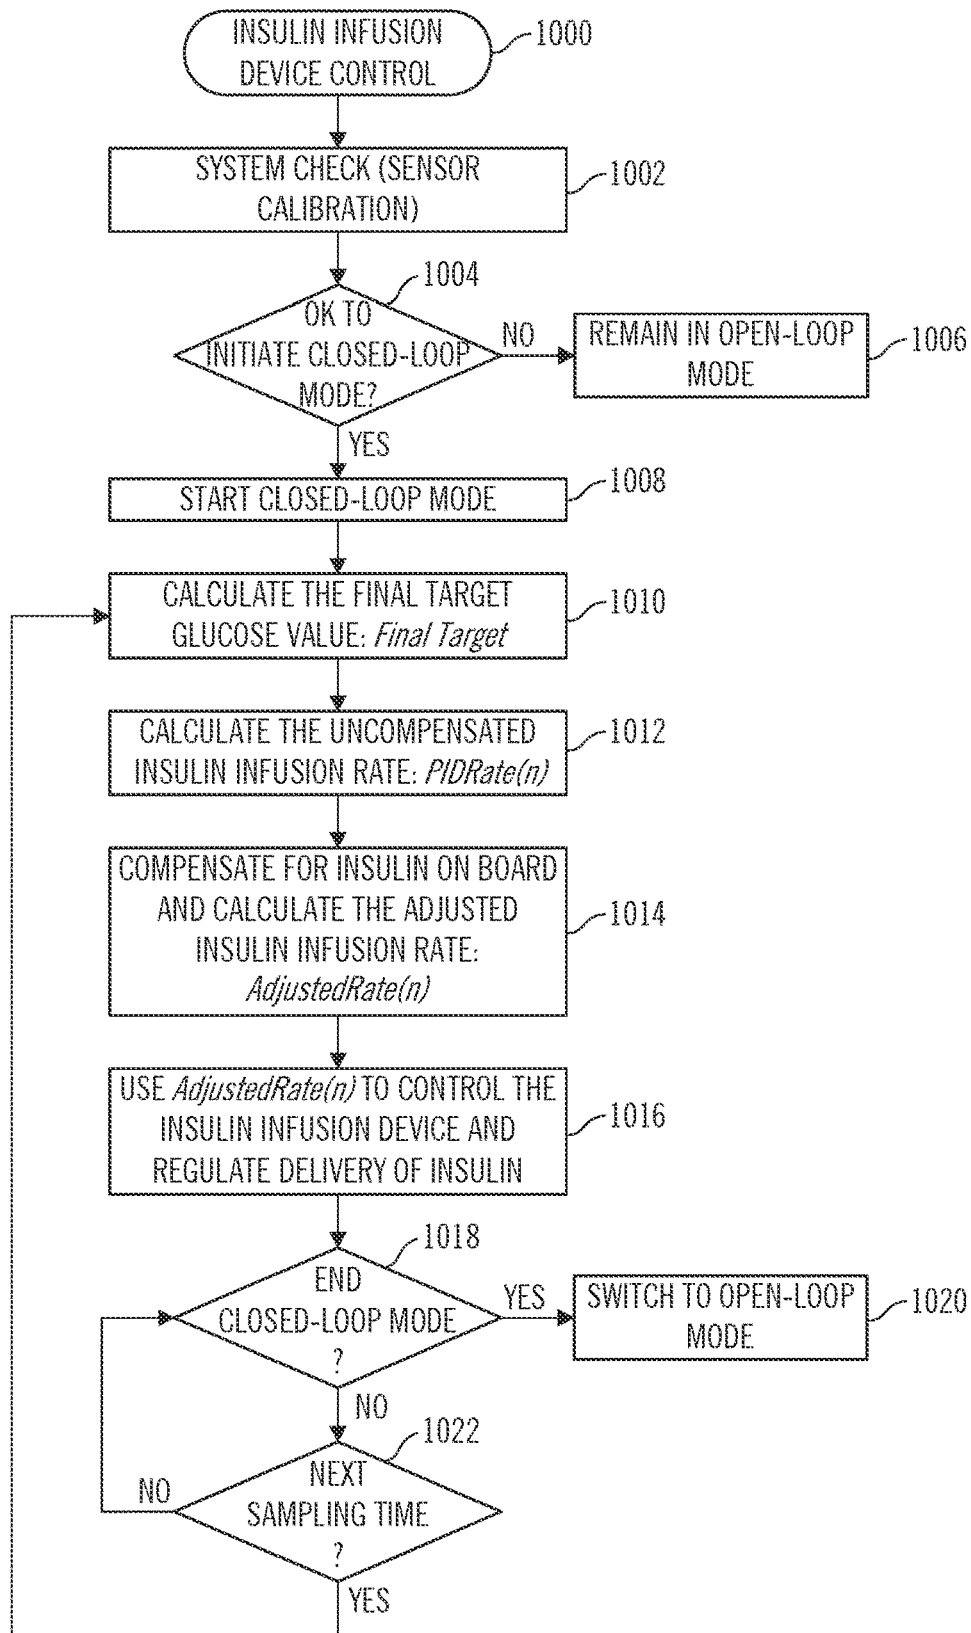 INSULIN INFUSION
DEVICE CONTROL
1000
SYSTEM CHECK (SENSOR
CALIBRATION)
1002
1004
OK TO
INITIATE CLOSED-LOOP
MODE?
NO
REMAIN IN OPEN-LOOP
MODE
1006
YES
START CLOSED-LOOP MODE
1008
CALCULATE THE FINAL TARGET
GLUCOSE VALUE: Final Target
1010
CALCULATE THE UNCOMPENSATED
INSULIN INFUSION RATE: PIDRate(n)
1012
COMPENSATE FOR INSULIN ON BOARD
AND CALCULATE THE ADJUSTED
INSULIN INFUSION RATE:
AdjustedRate(n)
1014
USE AdjustedRate(n) TO CONTROL THE
INSULIN INFUSION DEVICE AND
REGULATE DELIVERY OF INSULIN
1016
1018
END
CLOSED-LOOP MODE
?
YES
SWITCH TO OPEN-LOOP
MODE
1020
NO
1022
NEXT
SAMPLING TIME
?
NO
YES